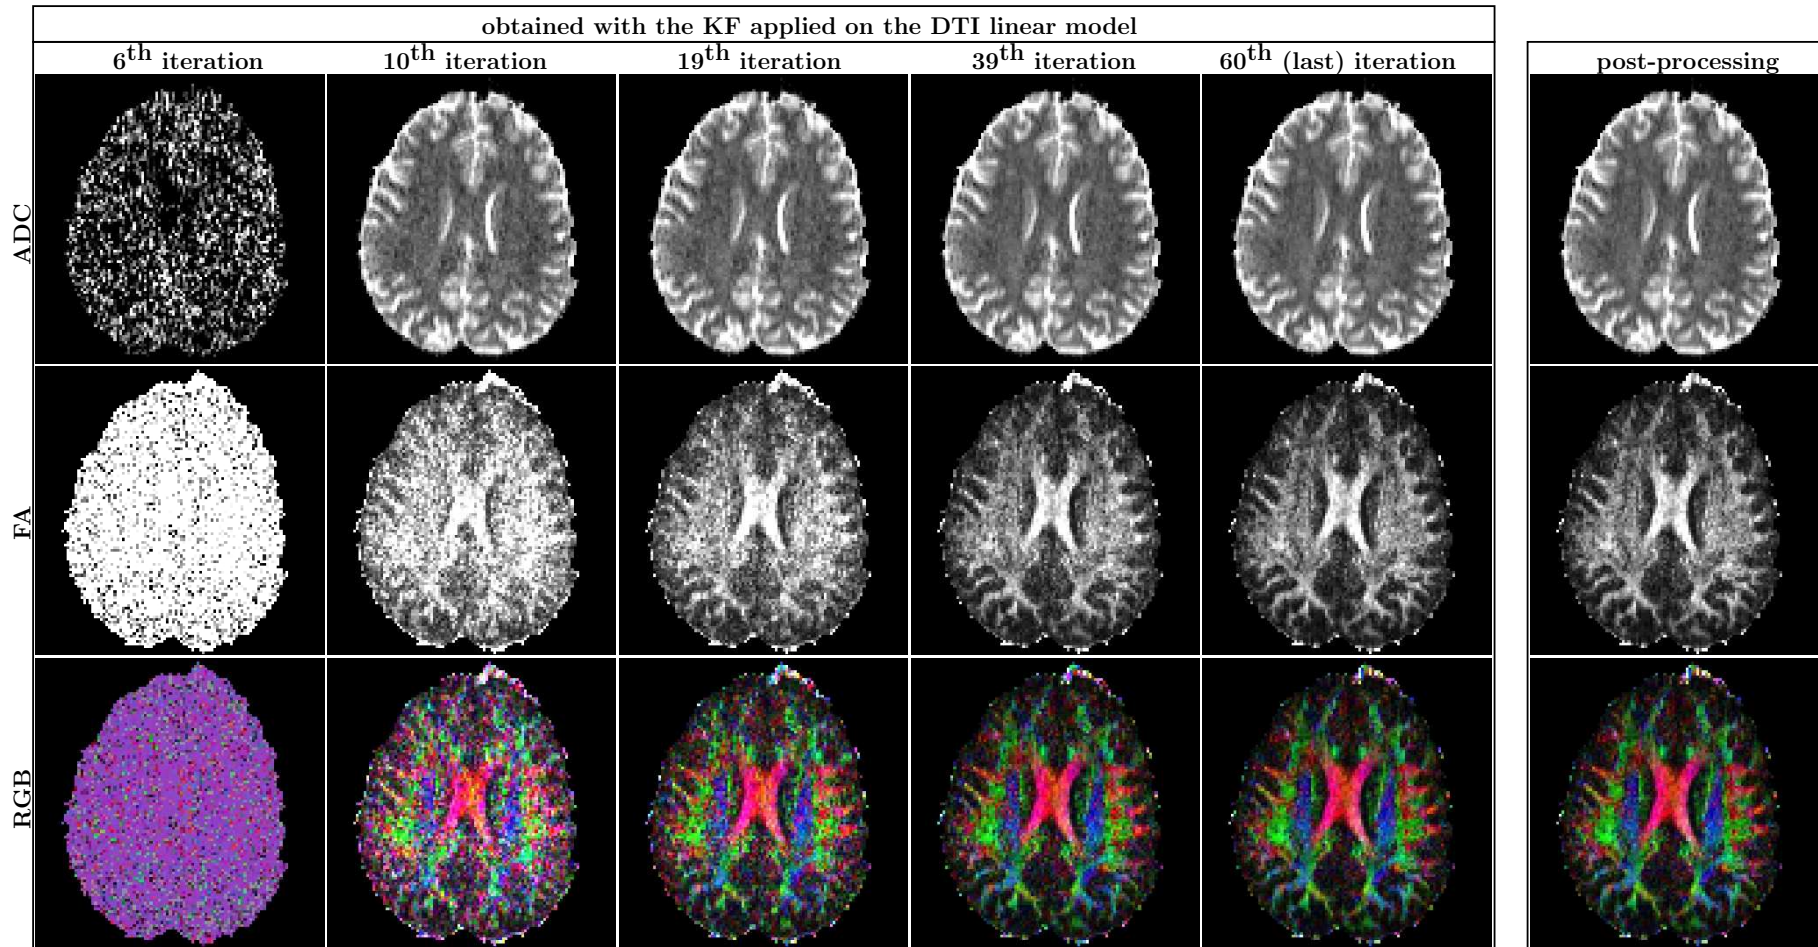 obtained with the KF applied on the DTI linear model
6th iteration 10th iteration 19th iteration 39th iteration 60th (last) iteration post-processing
ADC
FA
RGB